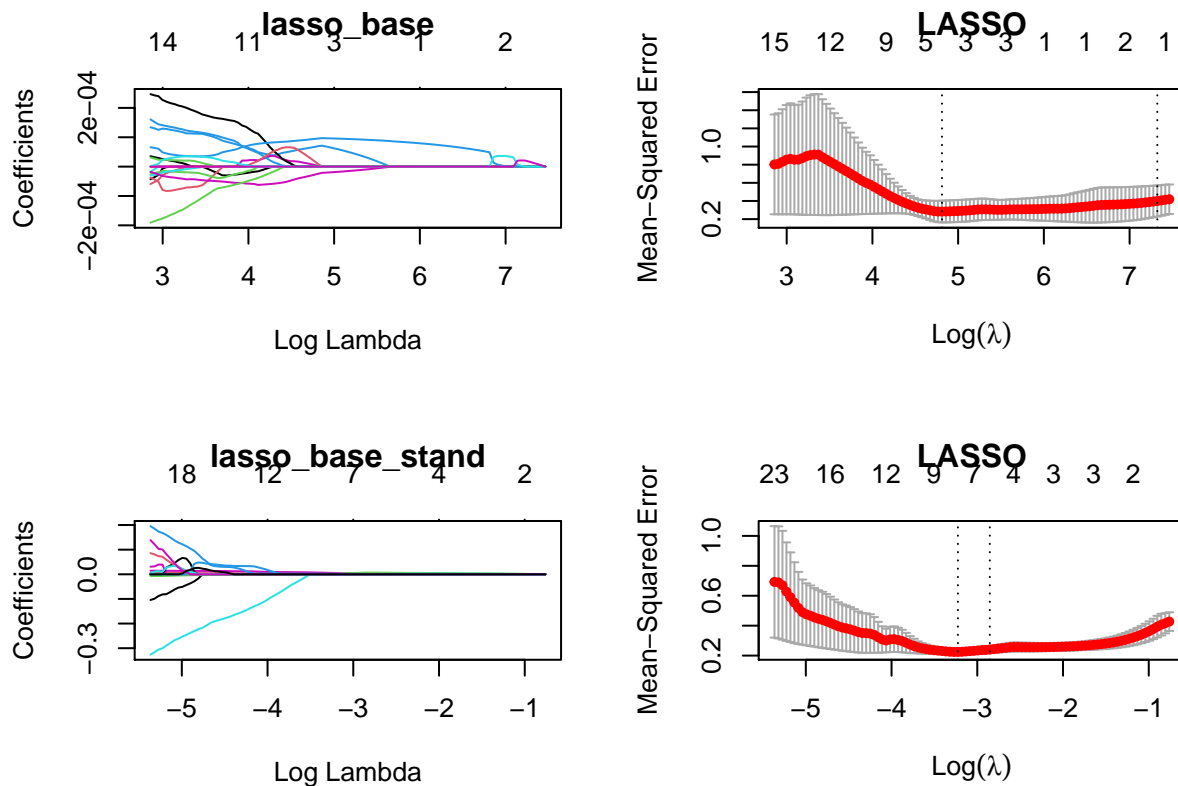 lasso_base
14 11 3 1 2
Coefficients
2e−04
−2e−04
3 4 5 6 7
Log Lambda
LASSO
15 12 9 5 3 3 1 1 2 1
Mean−Squared Error
1.0
0.2
3 4 5 6 7
Log(λ)
lasso_base_stand
18 12 7 4 2
Coefficients
0.0
−0.3
−5 −4 −3 −2 −1
Log Lambda
LASSO
23 16 12 9 7 4 3 3 2
Mean−Squared Error
1.0
0.6
0.2
−5 −4 −3 −2 −1
Log(λ)